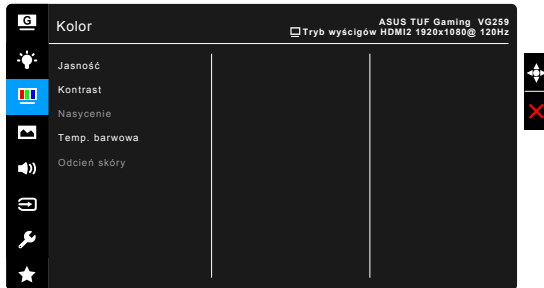 G
Kolor
ASUS TUF Gaming VG259
Tryb wyścigów HDMI2 1920x1080@ 120Hz
Jasność
Kontrast
Nasycenie
Temp. barwowa
Odcień skóry